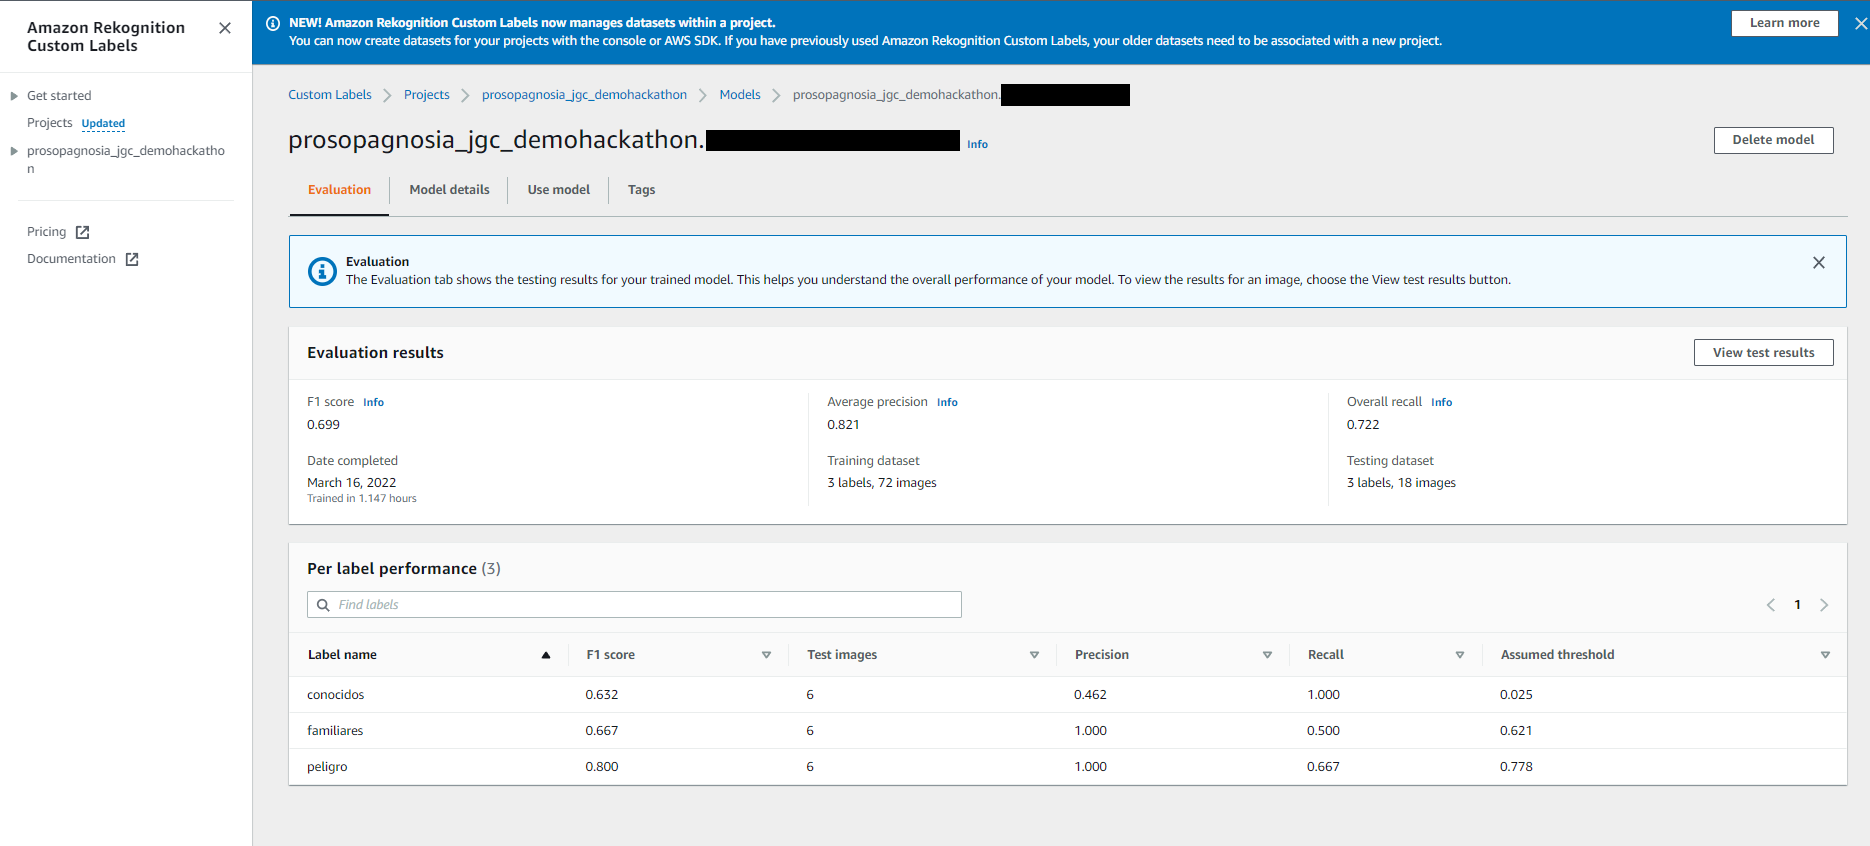 Amazon Rekognition
Custom Labels
Get started
Projects Updated
prosopagnosia_jgc_demohackatho
n
Pricing
Documentation
NEW! Amazon Rekognition Custom Labels now manages datasets within a project.
You can now create datasets for your projects with the console or AWS SDK. If you have previously used Amazon Rekognition Custom Labels, your older datasets need to be associated with a new project.
Learn more
Custom Labels Projects prosopagnosia_jgc_demohackathon Models prosopagnosia_jgc_demohackathon.
prosopagnosia_jgc_demohackathon. Info
Delete model
Evaluation Model details Use model Tags
Evaluation
The Evaluation tab shows the testing results for your trained model. This helps you understand the overall performance of your model. To view the results for an image, choose the View test results button.
Evaluation results
View test results
F1 score Info
0.699
Average precision Info
0.821
Overall recall Info
0.722
Date completed
March 16, 2022
Trained in 1.147 hours
Training dataset
3 labels, 72 images
Testing dataset
3 labels, 18 images
Per label performance (3)
Find labels
1
Label name F1 score Test images Precision Recall Assumed threshold
conocidos 0.632 6 0.462 1.000 0.025
familiares 0.667 6 1.000 0.500 0.621
peligro 0.800 6 1.000 0.667 0.778